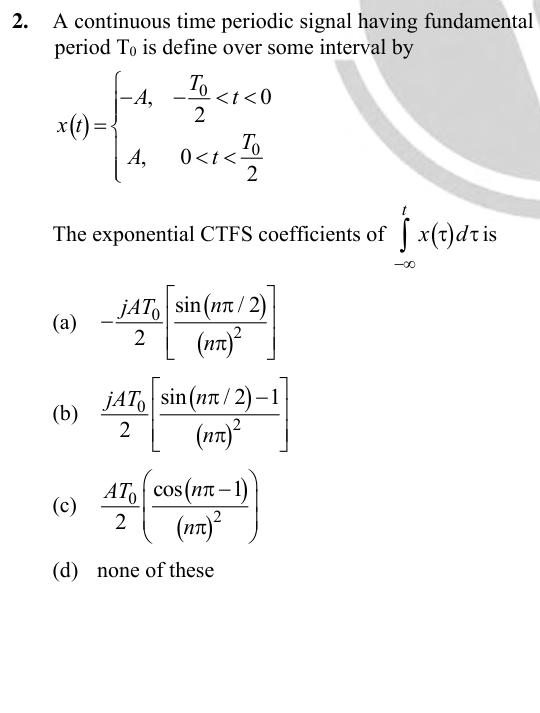 2. A continuous time periodic signal having fundamental
period T₀ is define over some interval by
x(t) = { −A, −T₀/2 < t < 0
A, 0 < t < T₀/2
The exponential CTFS coefficients of ∫_{−∞}^{t} x(τ)dτ is
(a) −jAT₀/2 [sin(nπ / 2)/(nπ)²]
(b) jAT₀/2 [sin(nπ / 2) − 1/(nπ)²]
(c) AT₀/2 (cos(nπ − 1)/(nπ)²)
(d) none of these